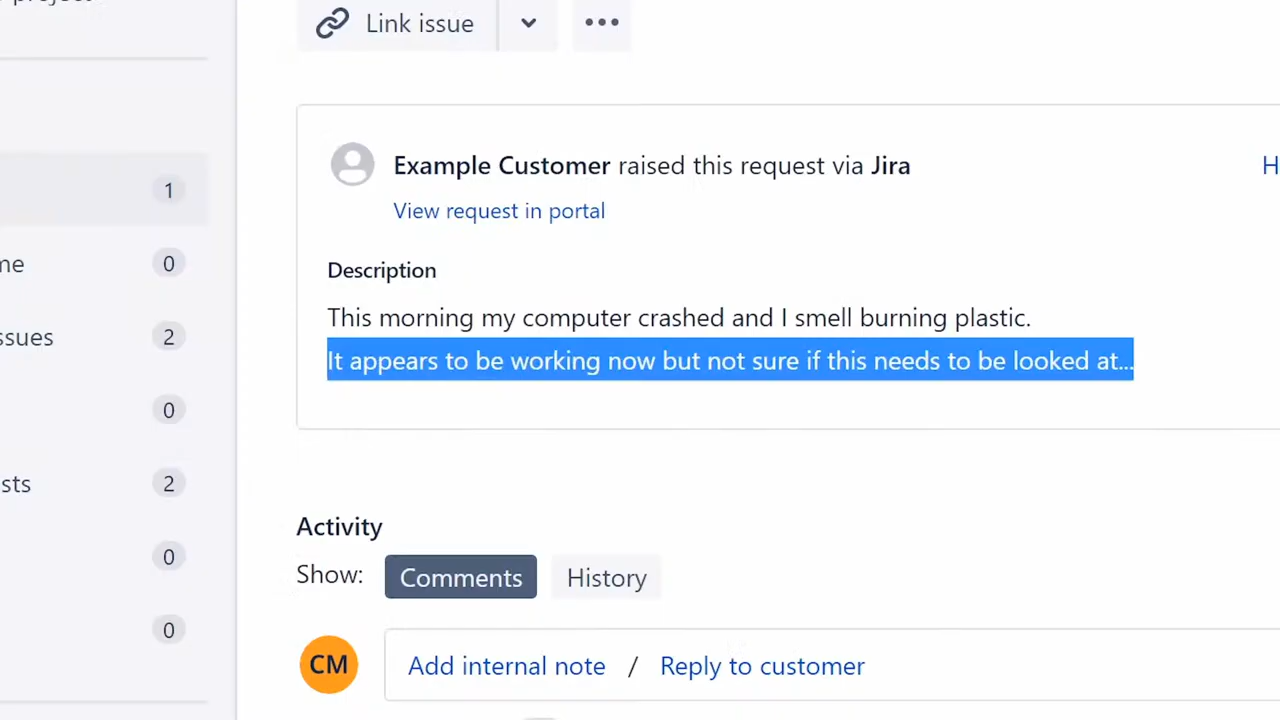 Link issue
Example Customer raised this request via Jira
View request in portal
Description
This morning my computer crashed and I smell burning plastic.
It appears to be working now but not sure if this needs to be looked at...
1
me 0
ssues 2
0
sts 2
0
0
Activity
Show: Comments History
CM Add internal note / Reply to customer